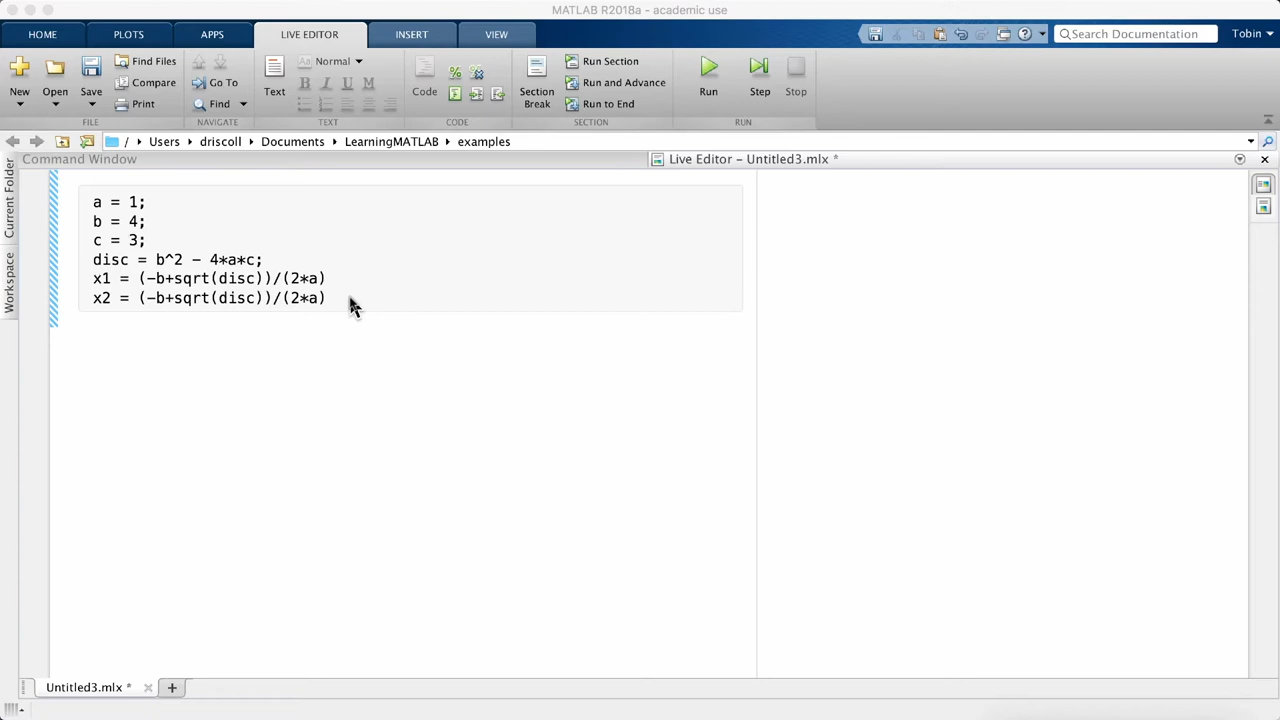 MATLAB R2018a - academic use
HOME PLOTS APPS LIVE EDITOR INSERT VIEW Search Documentation Tobin
New Open Save Find Files Compare Print Go To Find Text Normal B I U M Code Section Break Run Section Run and Advance Run to End Run Step Stop
FILE NAVIGATE TEXT CODE SECTION RUN
/ Users driscoll Documents LearningMATLAB examples
Command Window Live Editor - Untitled3.mlx *
Current Folder
Workspace
a = 1;
b = 4;
c = 3;
disc = b^2 - 4*a*c;
x1 = (-b+sqrt(disc))/(2*a)
x2 = (-b+sqrt(disc))/(2*a)
Untitled3.mlx *